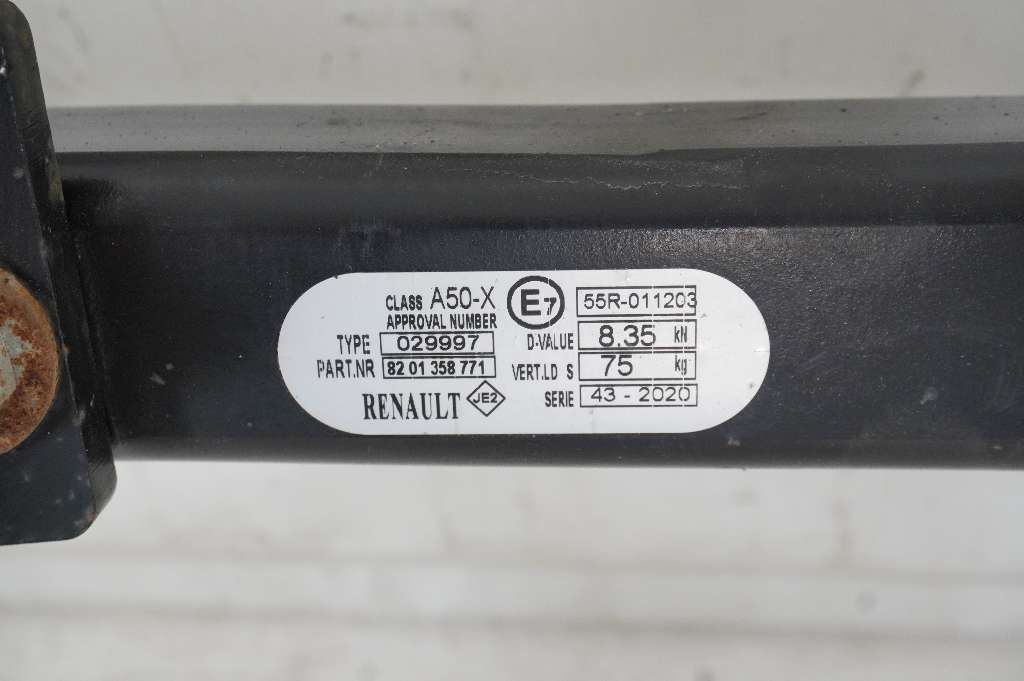 CLASS A50-X E7 55R-011203
APPROVAL NUMBER
TYPE 029997 D-VALUE 8.35 kN
PART.NR 82 01 358 771 VERT.LD S 75 kg
RENAULT JE2 SERIE 43 - 2020